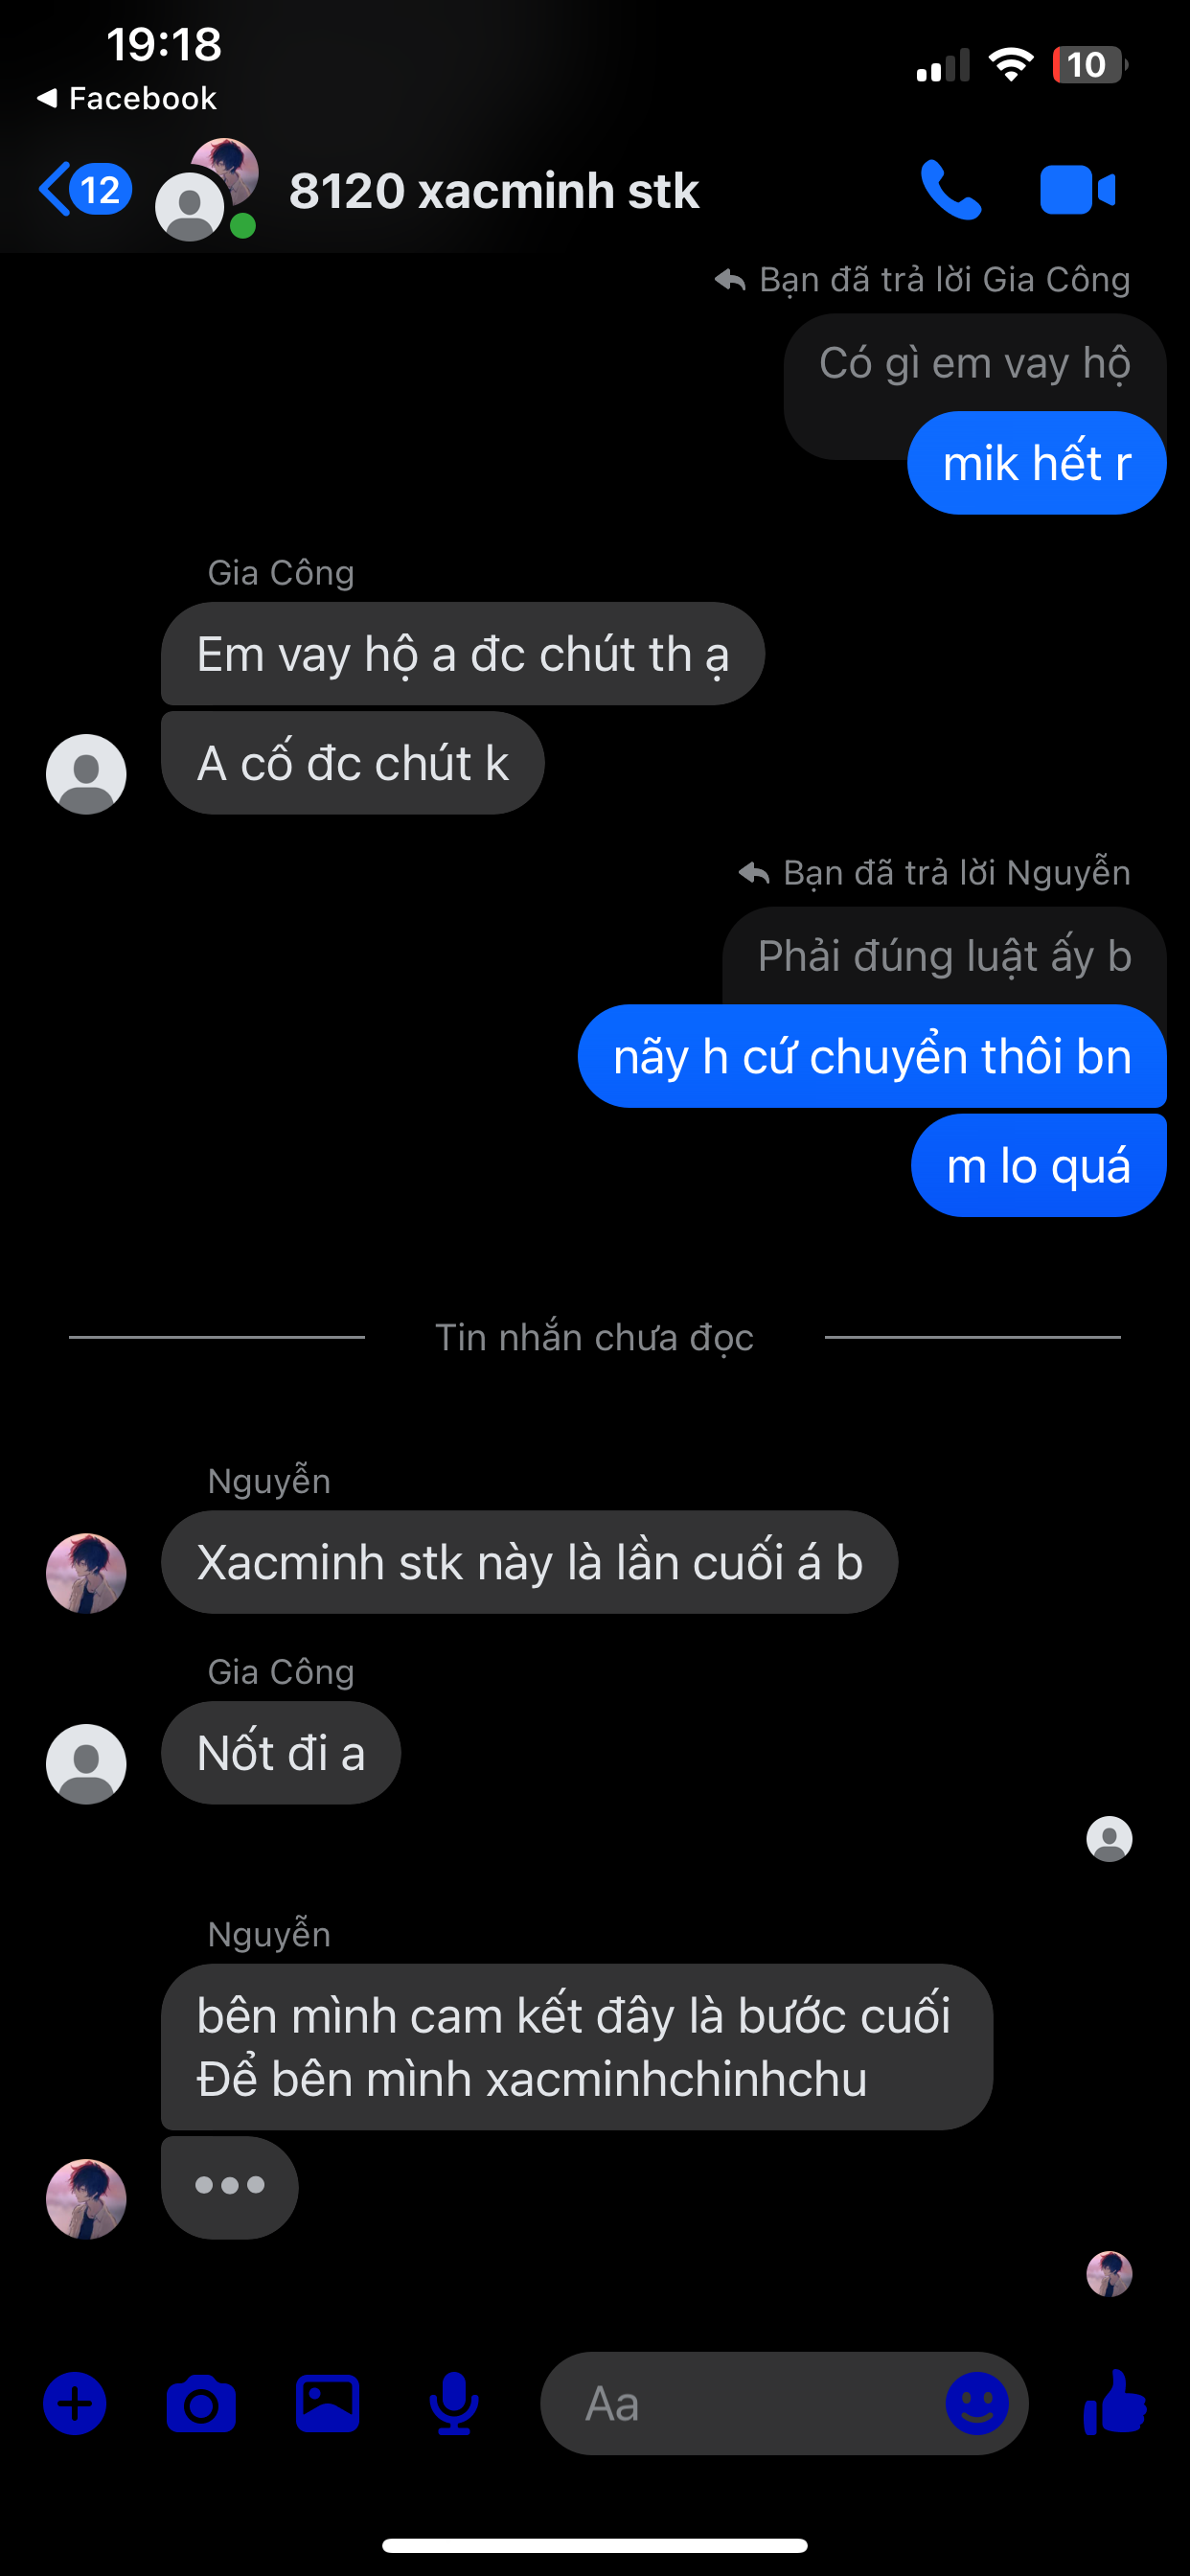 19:18
10
Facebook
12
8120 xacminh stk
Bạn đã trả lời Gia Công
Có gì em vay hộ
mik hết r
Gia Công
Em vay hộ a đc chút th ạ
A cố đc chút k
Bạn đã trả lời Nguyễn
Phải đúng luật ấy b
nãy h cứ chuyển thôi bn
m lo quá
Tin nhắn chưa đọc
Nguyễn
Xacminh stk này là lần cuối á b
Gia Công
Nốt đi a
Nguyễn
bên mình cam kết đây là bước cuối
Để bên mình xacminhchinhchu
Aa